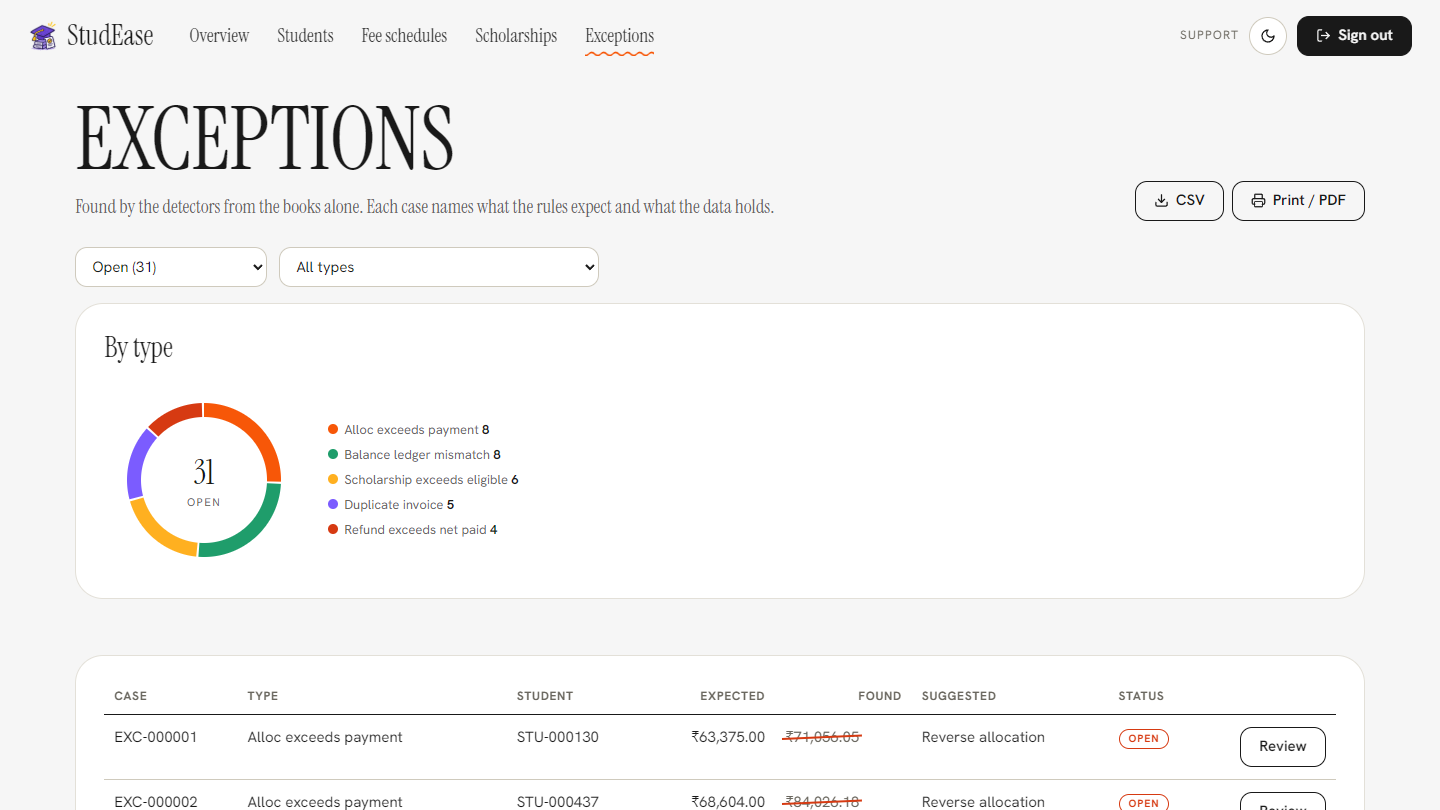 StudEase Overview Students Fee schedules Scholarships Exceptions SUPPORT Sign out
EXCEPTIONS
Found by the detectors from the books alone. Each case names what the rules expect and what the data holds.
CSV Print / PDF
Open (31) All types
By type
31
OPEN
Alloc exceeds payment 8
Balance ledger mismatch 8
Scholarship exceeds eligible 6
Duplicate invoice 5
Refund exceeds net paid 4
CASE TYPE STUDENT EXPECTED FOUND SUGGESTED STATUS
EXC-000001 Alloc exceeds payment STU-000130 ₹63,375.00 ₹71,056.05 Reverse allocation OPEN Review
EXC-000002 Alloc exceeds payment STU-000437 ₹68,604.00 ₹84,026.18 Reverse allocation OPEN Review